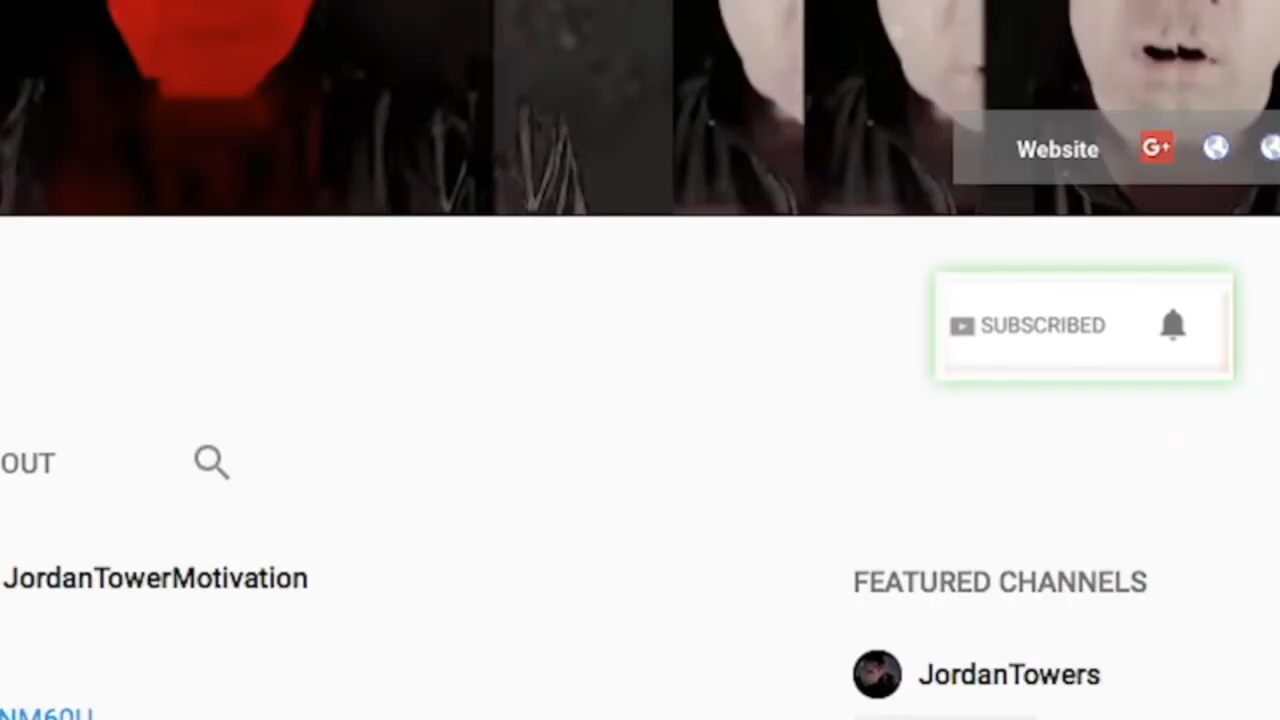 Website G+
SUBSCRIBED
OUT
JordanTowerMotivation
FEATURED CHANNELS
JordanTowers